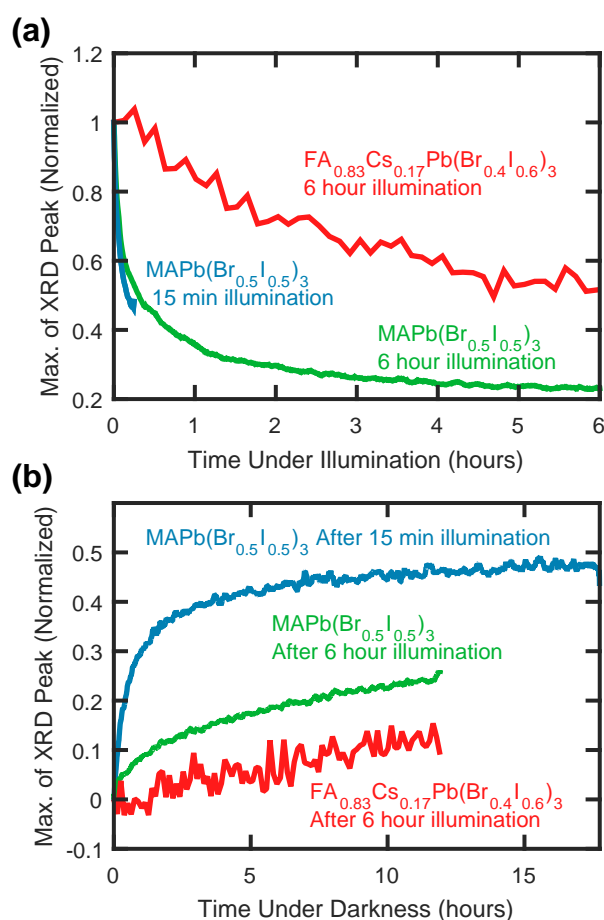 (a)
Max. of XRD Peak (Normalized)
1.2
1
0.8
0.6
0.4
0.2
FA0.83Cs0.17Pb(Br0.4I0.6)3
6 hour illumination
MAPb(Br0.5I0.5)3
15 min illumination
MAPb(Br0.5I0.5)3
6 hour illumination
0 1 2 3 4 5 6
Time Under Illumination (hours)
(b)
Max. of XRD Peak (Normalized)
0.5
0.4
0.3
0.2
0.1
0
-0.1
MAPb(Br0.5I0.5)3 After 15 min illumination
MAPb(Br0.5I0.5)3
After 6 hour illumination
FA0.83Cs0.17Pb(Br0.4I0.6)3
After 6 hour illumination
0 5 10 15
Time Under Darkness (hours)